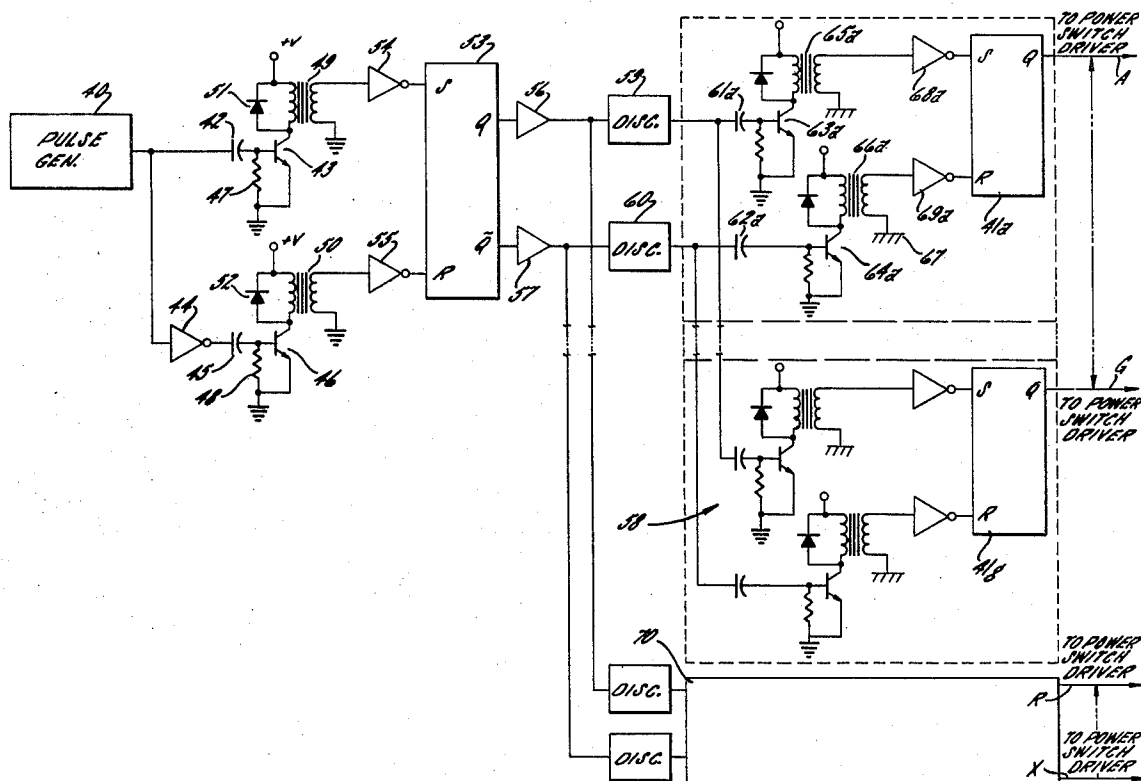 40
PULSE
GEN.
+V
51
49
54
53
42
43
47
S
Q
56
R
Q̃
57
+V
52
50
55
44
45
48
46
59
DISC.
60
DISC.
61a
65a
63a
68a
S
Q
R
41a
66a
69a
67
62a
64a
TO POWER
SWITCH
DRIVER
A
58
S
Q
R
41g
G
TO POWER
SWITCH
DRIVER
70
DISC.
DISC.
TO POWER
SWITCH
DRIVER
R
TO POWER
SWITCH
DRIVER
X